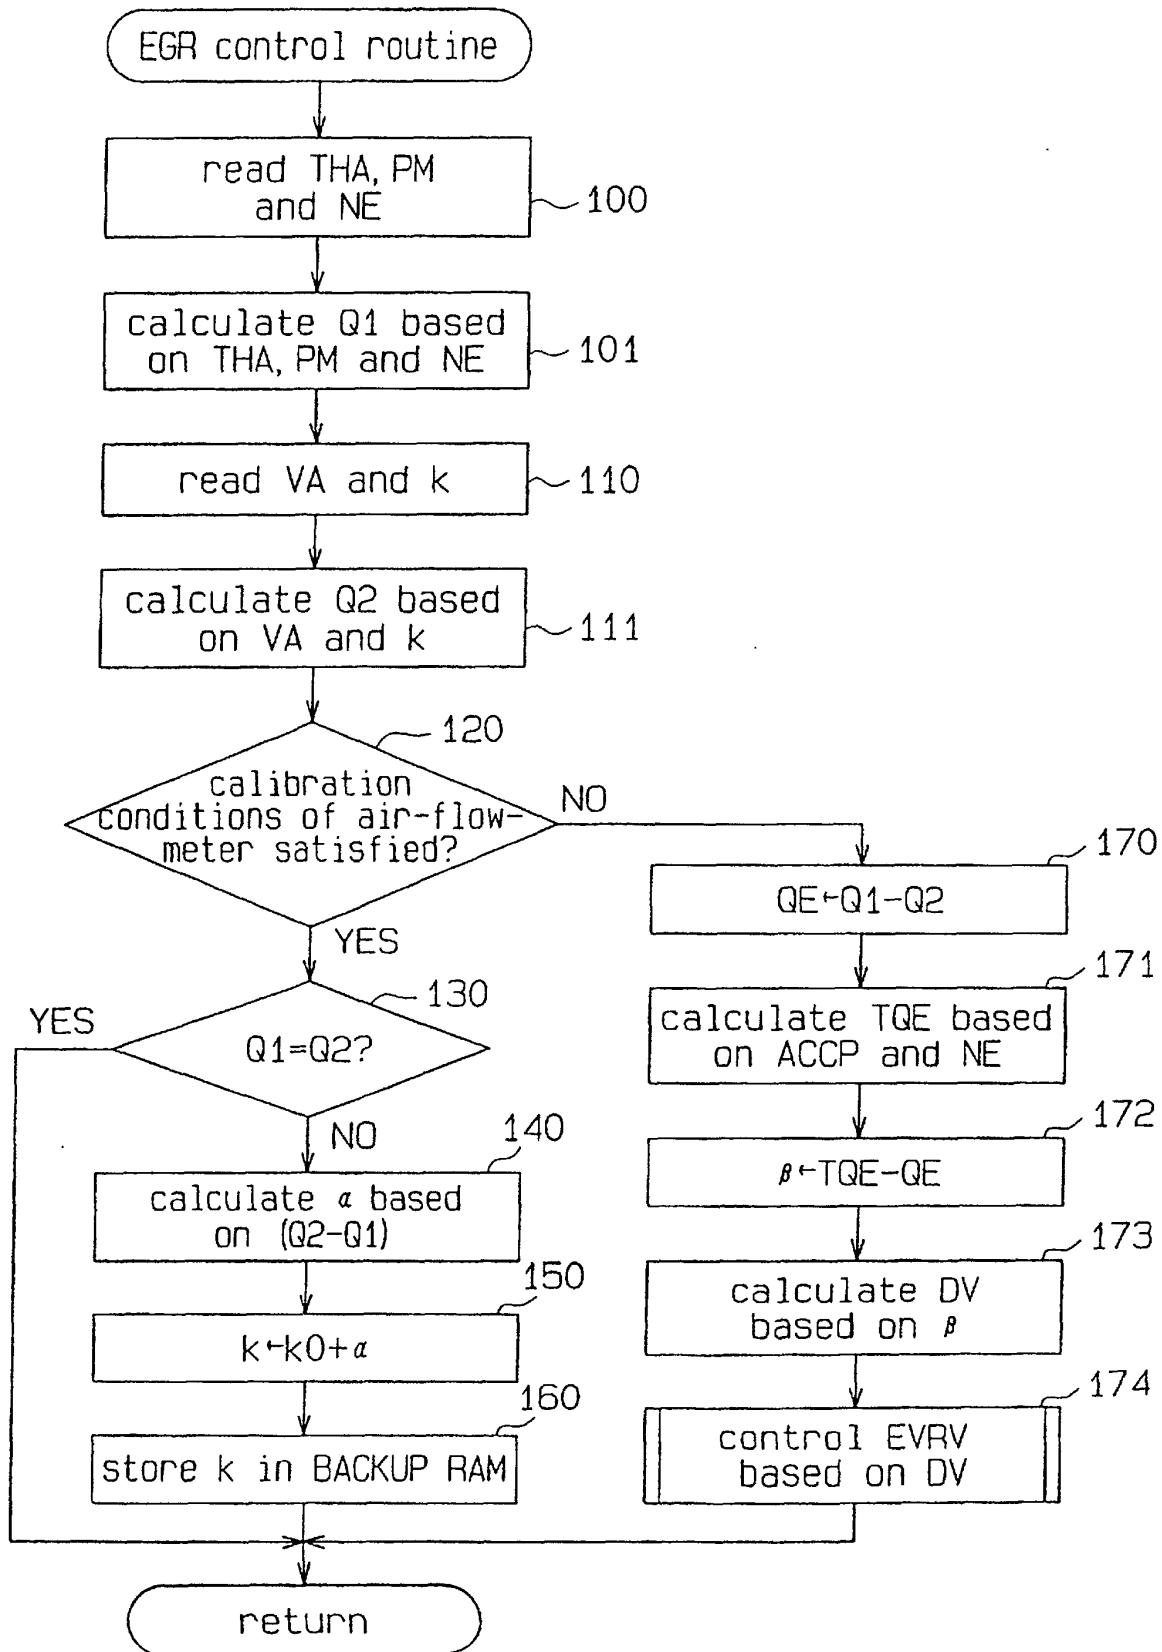 EGR control routine
read THA, PM
and NE
100
calculate Q1 based
on THA, PM and NE
101
read VA and k
110
calculate Q2 based
on VA and k
111
120
calibration
conditions of air-flow-
meter satisfied?
NO
YES
130
YES
Q1=Q2?
NO
140
calculate α based
on (Q2-Q1)
150
k←k0+α
160
store k in BACKUP RAM
170
QE←Q1-Q2
171
calculate TQE based
on ACCP and NE
172
β←TQE-QE
173
calculate DV
based on β
174
control EVRV
based on DV
return